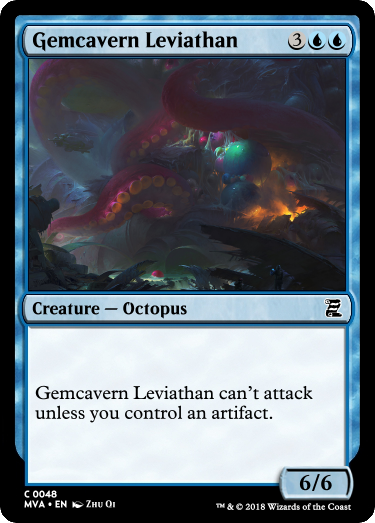 Gemcavern Leviathan 3
Creature — Octopus
Gemcavern Leviathan can't attack
unless you control an artifact.
6/6
C 0048
MVA • EN Zhu Qi
™ & © 2018 Wizards of the Coast